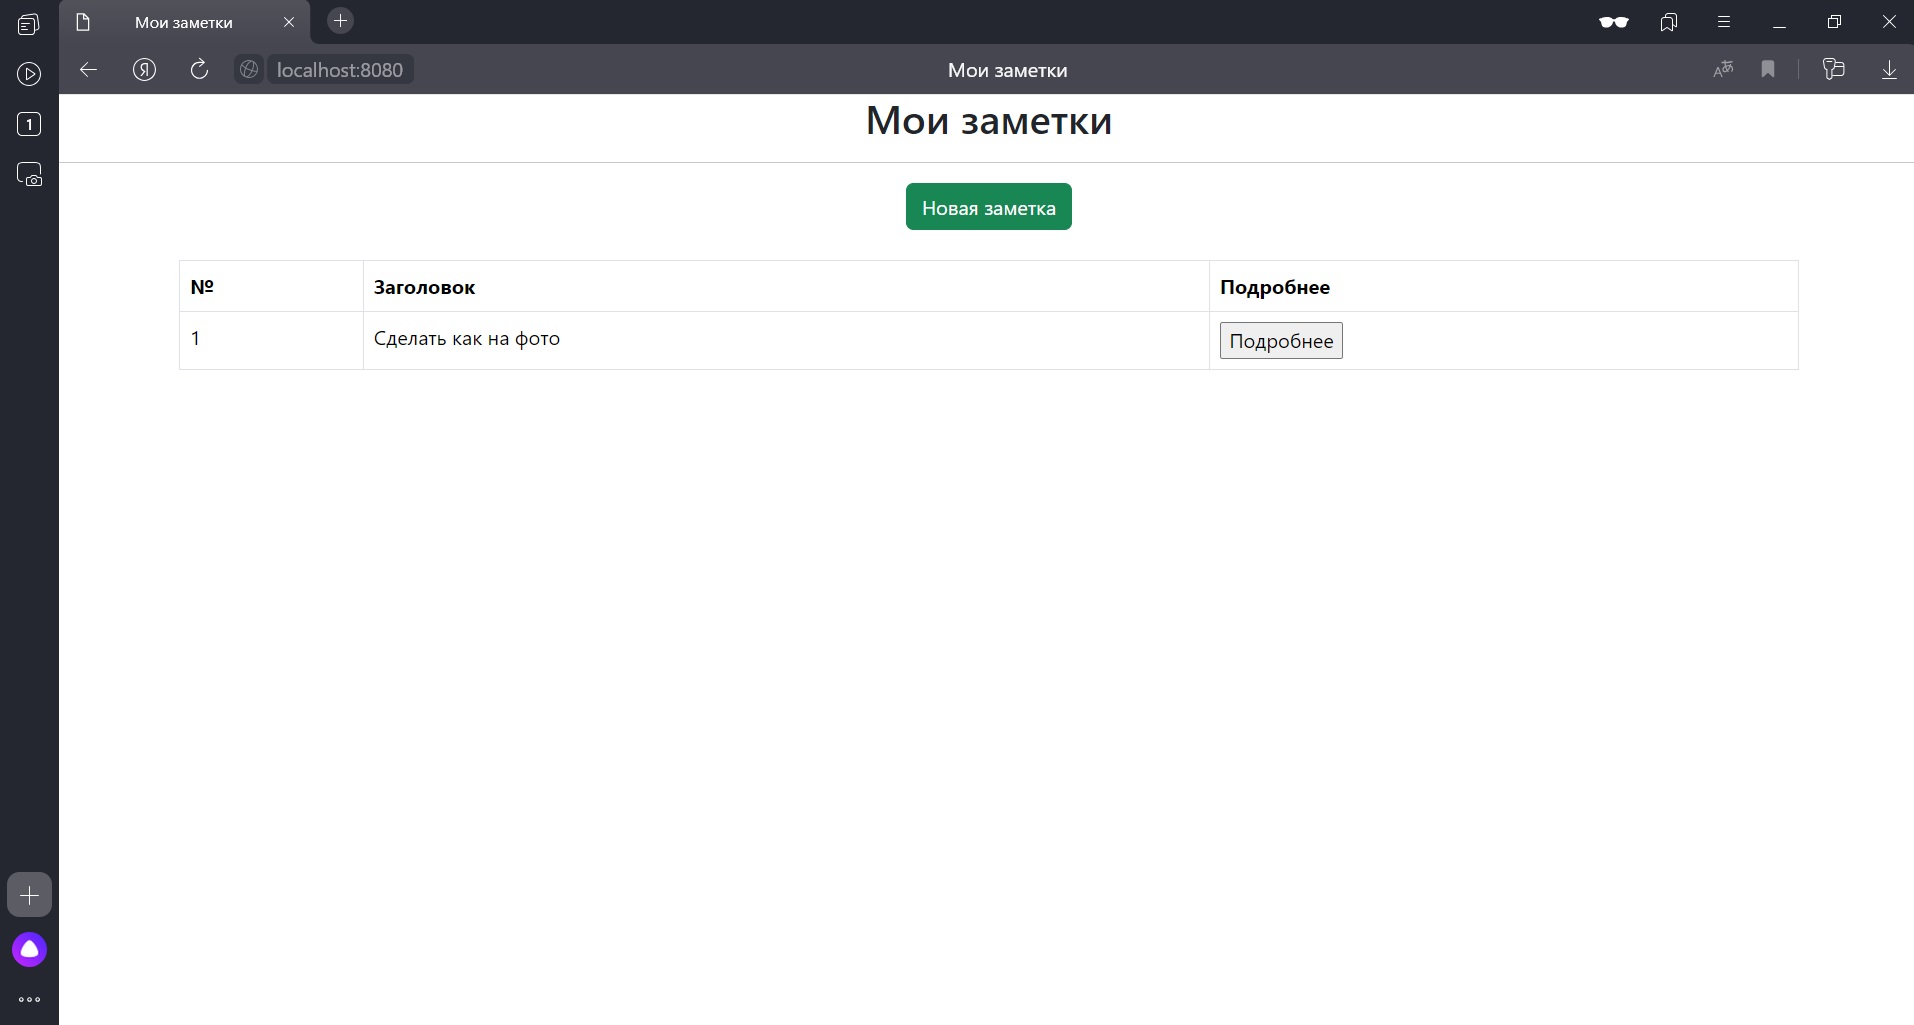 Мои заметки
localhost:8080
Мои заметки
1
Мои заметки
Новая заметка
№ Заголовок Подробнее
1 Сделать как на фото Подробнее